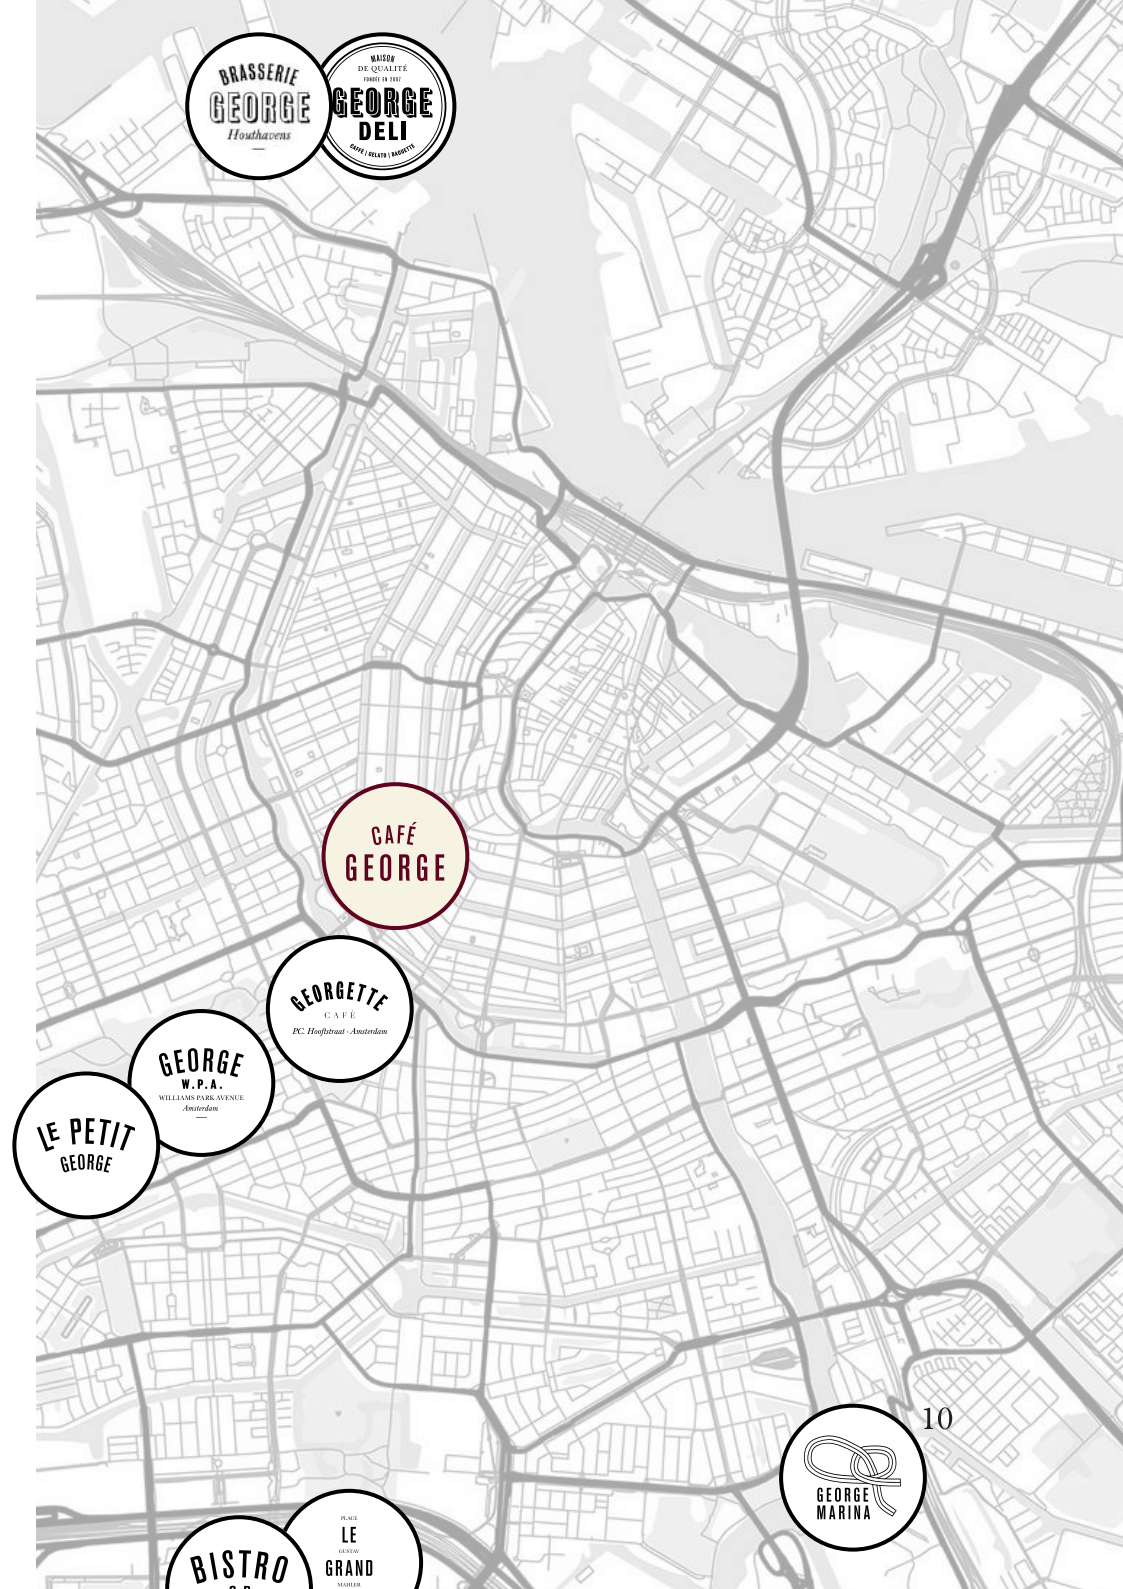 BRASSERIE
GEORGE
Houthavens
MAISON
DE QUALITÉ
FONDÉE EN 2007
GEORGE
DELI
CAFFÈ | GELATO | BAGUETTE
CAFÉ
GEORGE
GEORGETTE
CAFÉ
P.C. Hooftstraat · Amsterdam
GEORGE
W.P.A.
WILLIAMS PARK AVENUE
Amsterdam
LE PETIT
GEORGE
10
GEORGE
MARINA
PLACE
LE
GUSTAV
GRAND
MAHLER
BISTRO